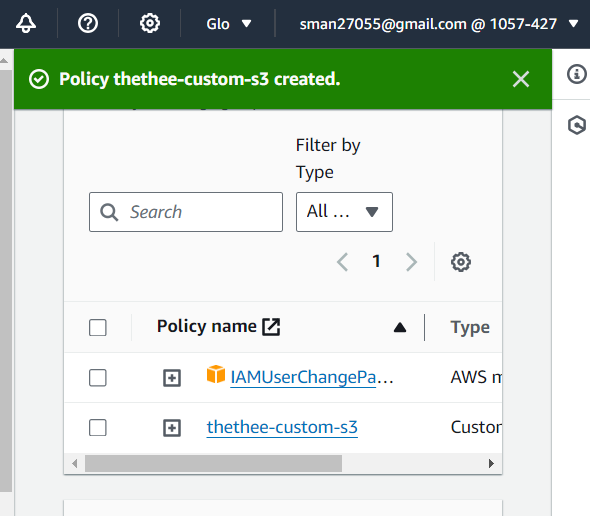 Glo
sman27055@gmail.com @ 1057-427
Policy thethee-custom-s3 created.
Filter by
Type
Search
All ...
1
Policy name
Type
IAMUserChangePa...
AWS m
thethee-custom-s3
Custor